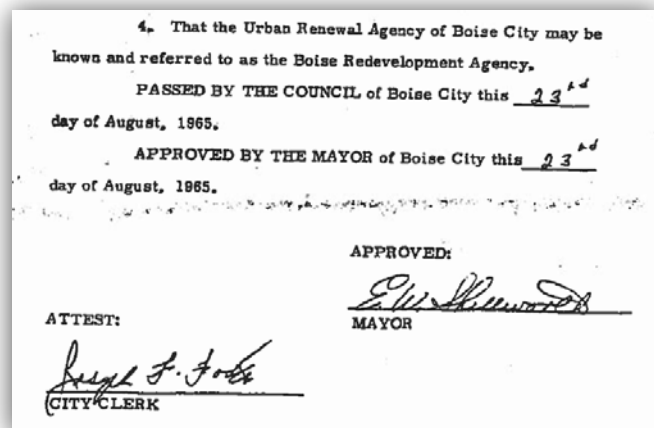 4. That the Urban Renewal Agency of Boise City may be
known and referred to as the Boise Redevelopment Agency.
PASSED BY THE COUNCIL of Boise City this 23rd
day of August, 1965.
APPROVED BY THE MAYOR of Boise City this 23rd
day of August, 1965.
APPROVED:
E. W.
MAYOR
ATTEST:
Joseph F.
CITY CLERK